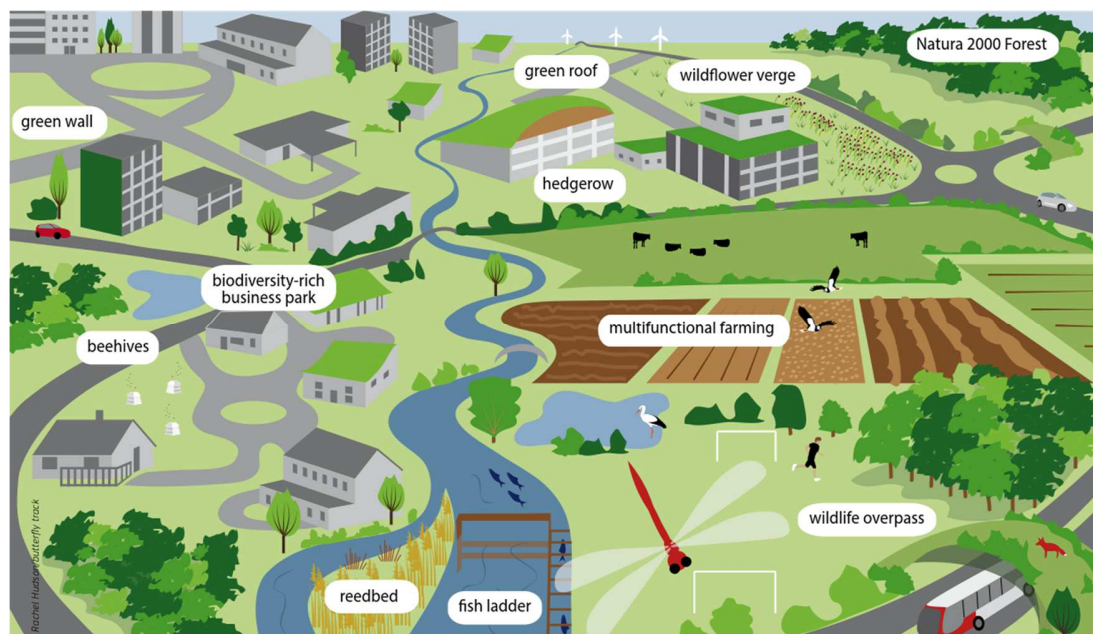 Natura 2000 Forest
green roof
wildflower verge
green wall
hedgerow
biodiversity-rich
business park
multifunctional farming
beehives
wildlife overpass
reedbed
fish ladder
Rachel Hudson/butterfly track